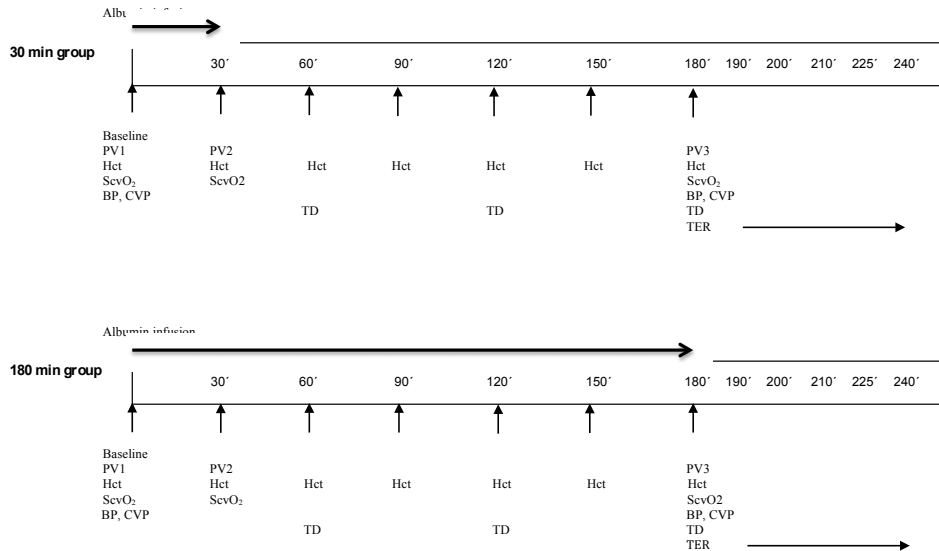 Albumin infusion
30 min group
30´ 60´ 90´ 120´ 150´ 180´ 190´ 200´ 210´ 225´ 240´
Baseline
PV1 PV2 PV3
Hct Hct Hct Hct Hct Hct Hct
ScvO₂ ScvO2 ScvO₂
BP, CVP BP, CVP
TD TD TD
TER
Albumin infusion
180 min group
30´ 60´ 90´ 120´ 150´ 180´ 190´ 200´ 210´ 225´ 240´
Baseline
PV1 PV2 PV3
Hct Hct Hct Hct Hct Hct Hct
ScvO₂ ScvO₂ ScvO2
BP, CVP BP, CVP
TD TD TD
TER